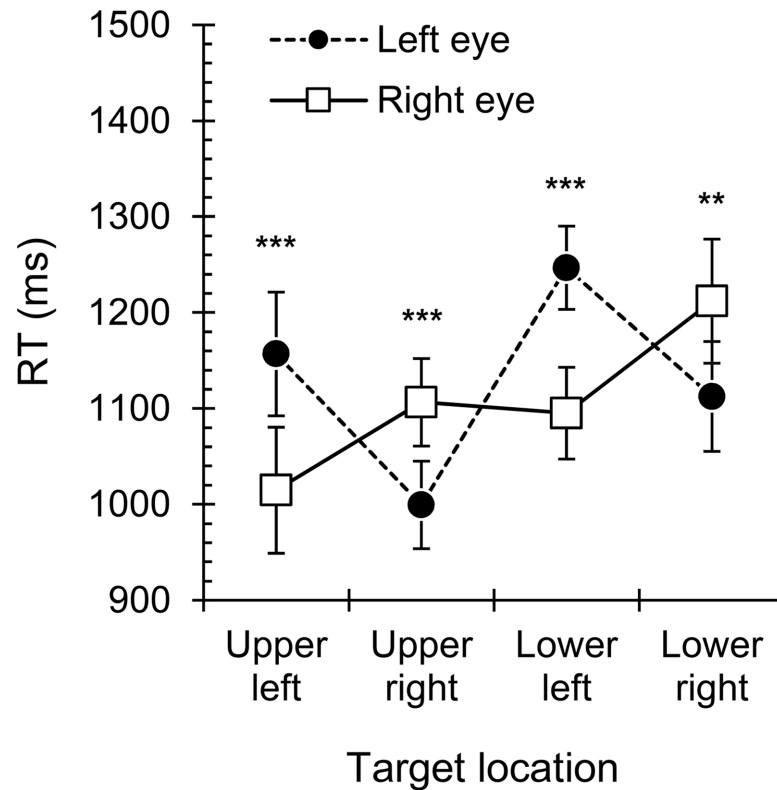 1500
1400
1300
1200
1100
1000
900
RT (ms)
Left eye
Right eye
***
***
***
**
Upper left
Upper right
Lower left
Lower right
Target location